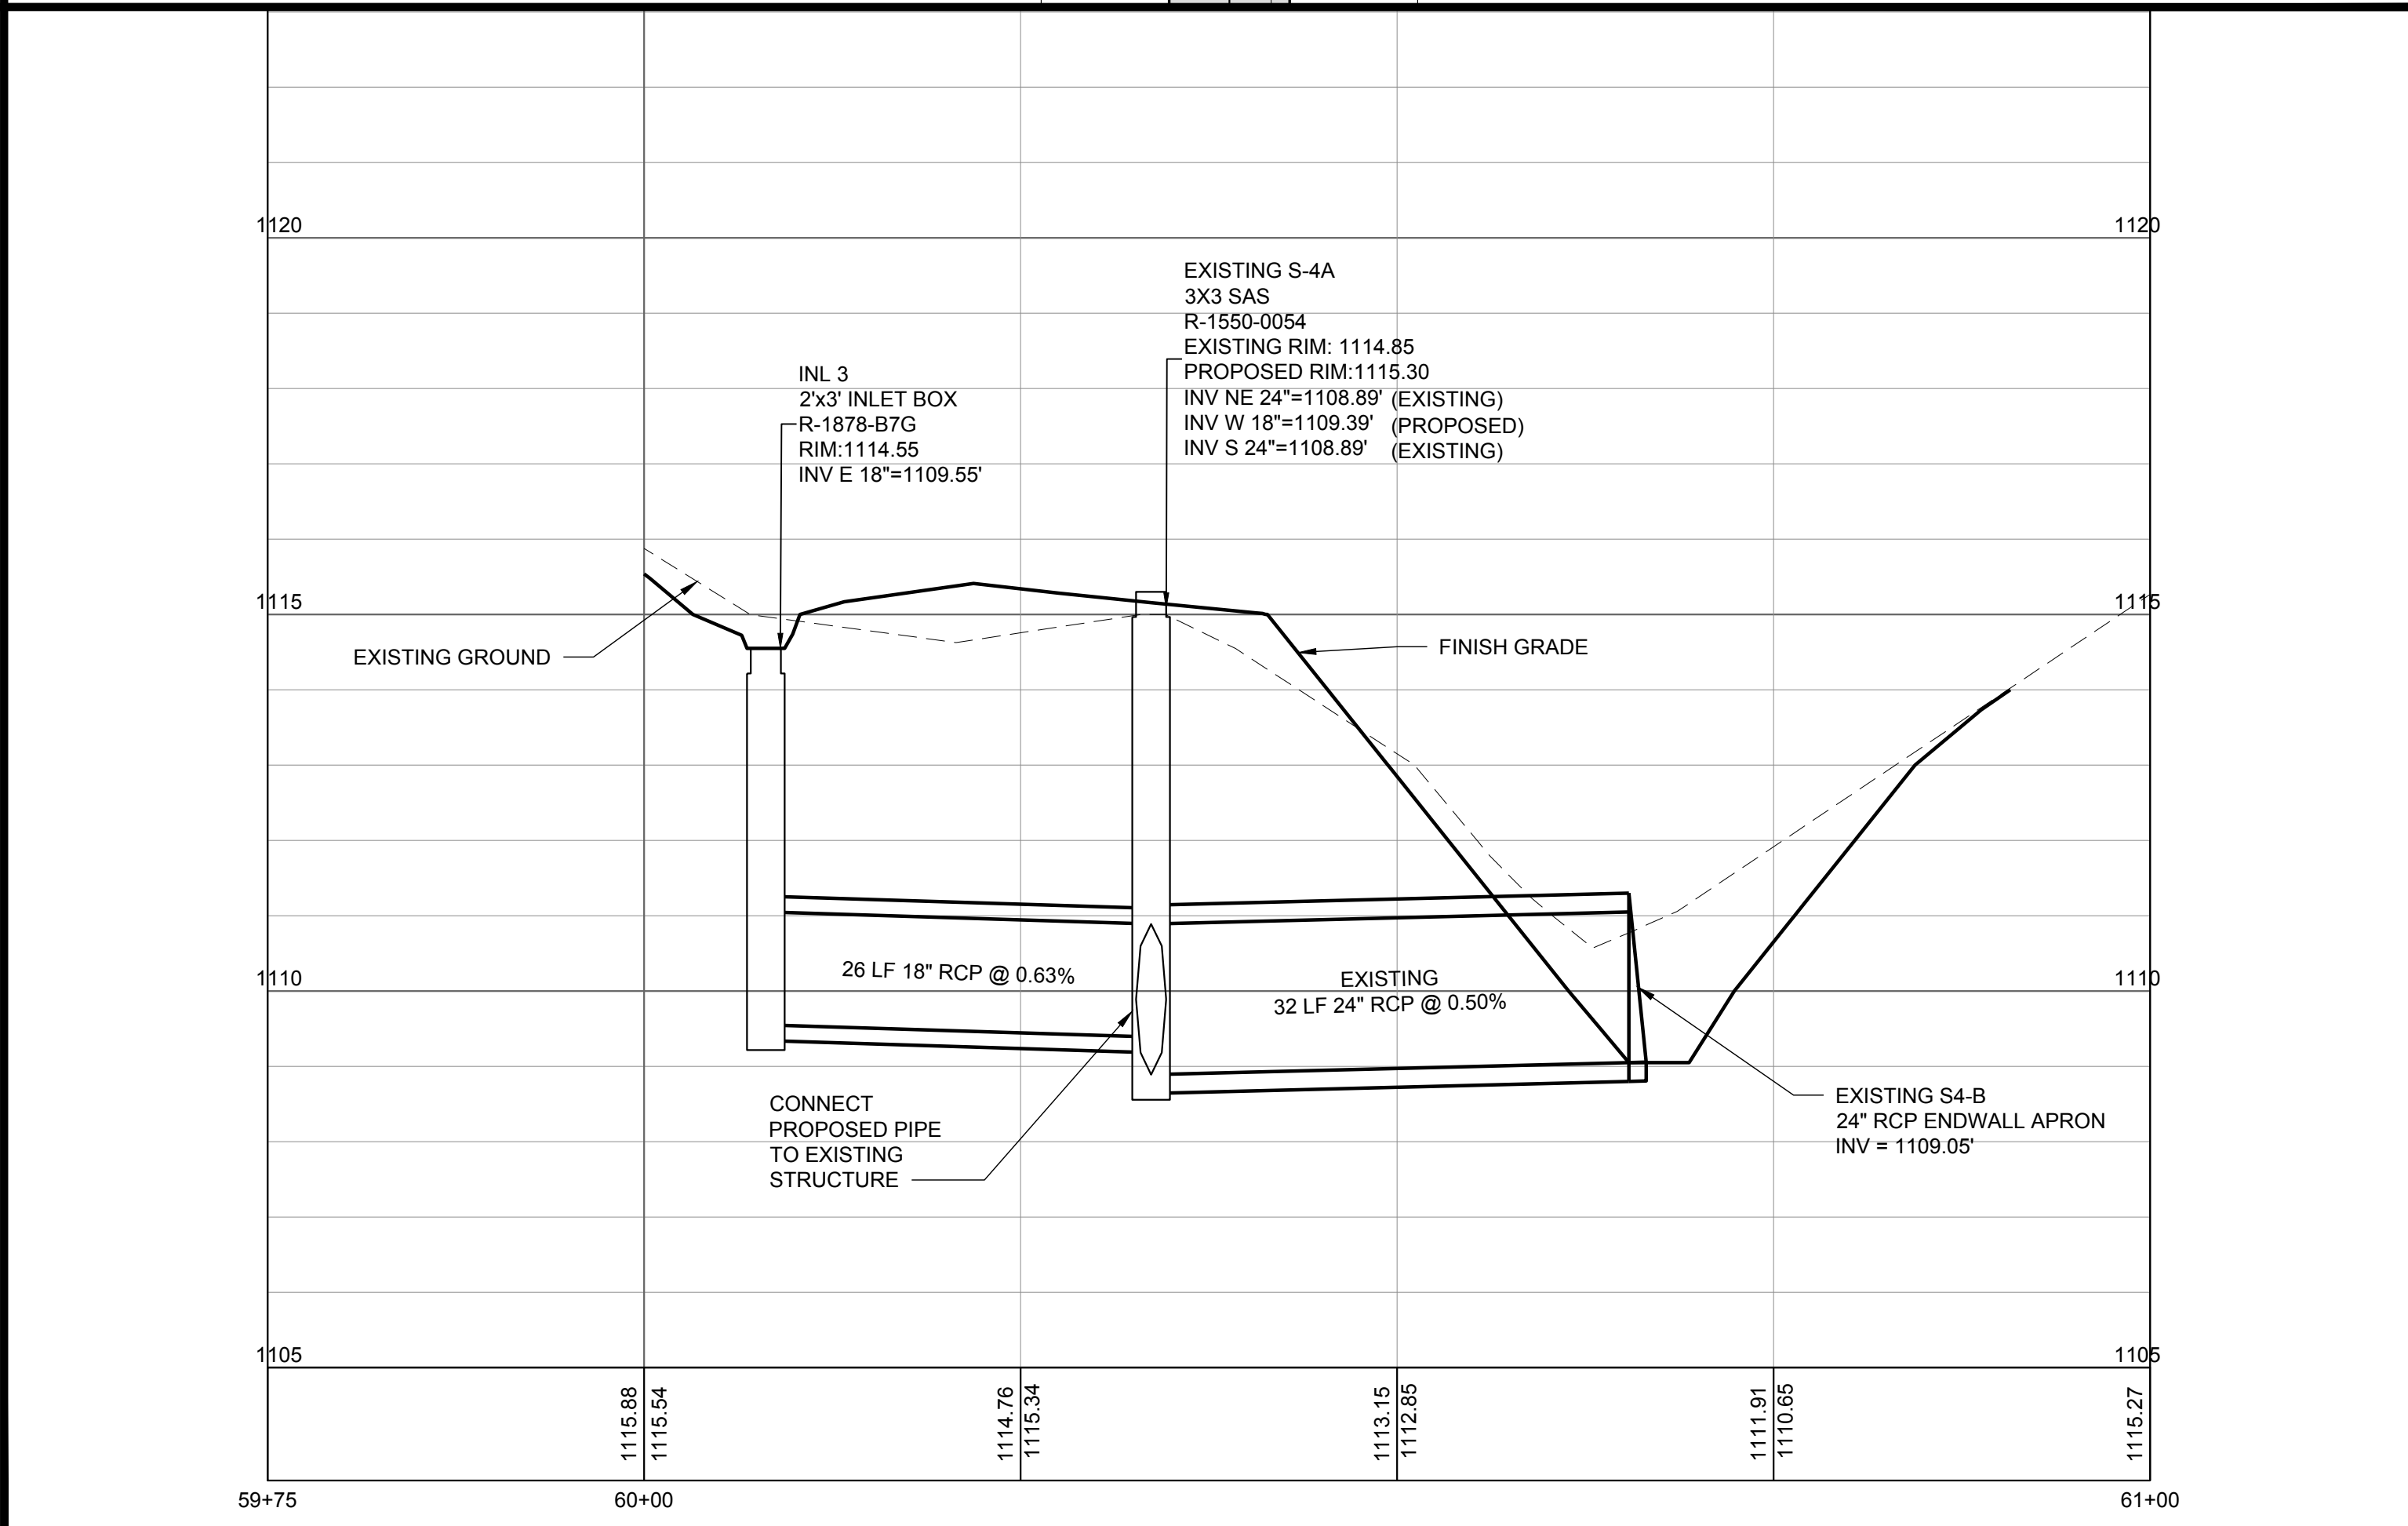 1120
1120
EXISTING S-4A
3X3 SAS
R-1550-0054
EXISTING RIM: 1114.85
PROPOSED RIM:1115.30
INV NE 24"=1108.89' (EXISTING)
INV W 18"=1109.39' (PROPOSED)
INV S 24"=1108.89' (EXISTING)
INL 3
2'x3' INLET BOX
R-1878-B7G
RIM:1114.55
INV E 18"=1109.55'
1115
1115
EXISTING GROUND
FINISH GRADE
1110
1110
26 LF 18" RCP @ 0.63%
EXISTING
32 LF 24" RCP @ 0.50%
CONNECT
PROPOSED PIPE
TO EXISTING
STRUCTURE
EXISTING S4-B
24" RCP ENDWALL APRON
INV = 1109.05'
1105
1105
1115.88
1115.54
1114.76
1115.34
1113.15
1112.85
1111.91
1110.65
1115.27
59+75
60+00
61+00